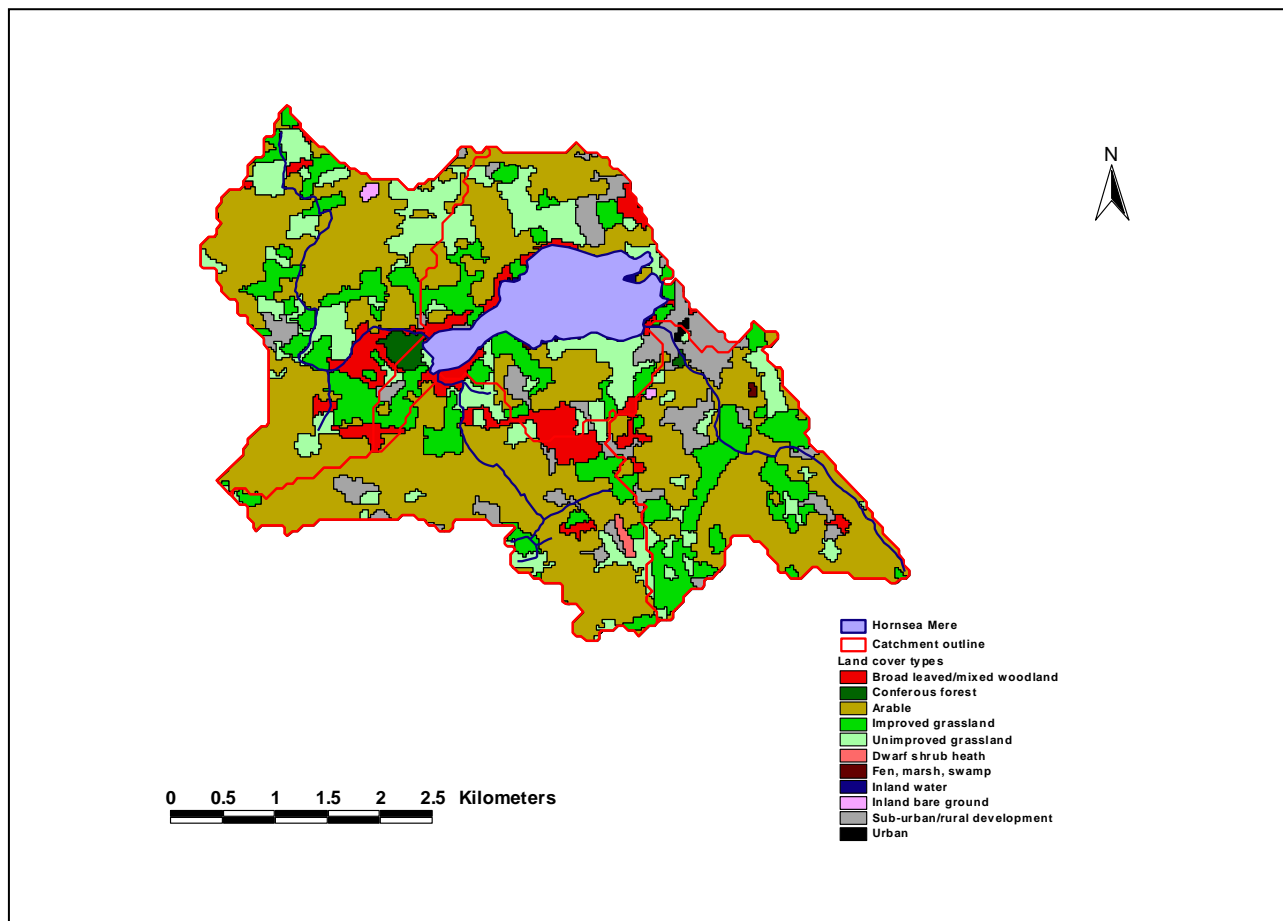 N
Hornsea Mere
Catchment outline
Land cover types
Broad leaved/mixed woodland
Conferous forest
Arable
Improved grassland
Unimproved grassland
Dwarf shrub heath
Fen, marsh, swamp
Inland water
Inland bare ground
Sub-urban/rural development
Urban
0 0.5 1 1.5 2 2.5 Kilometers